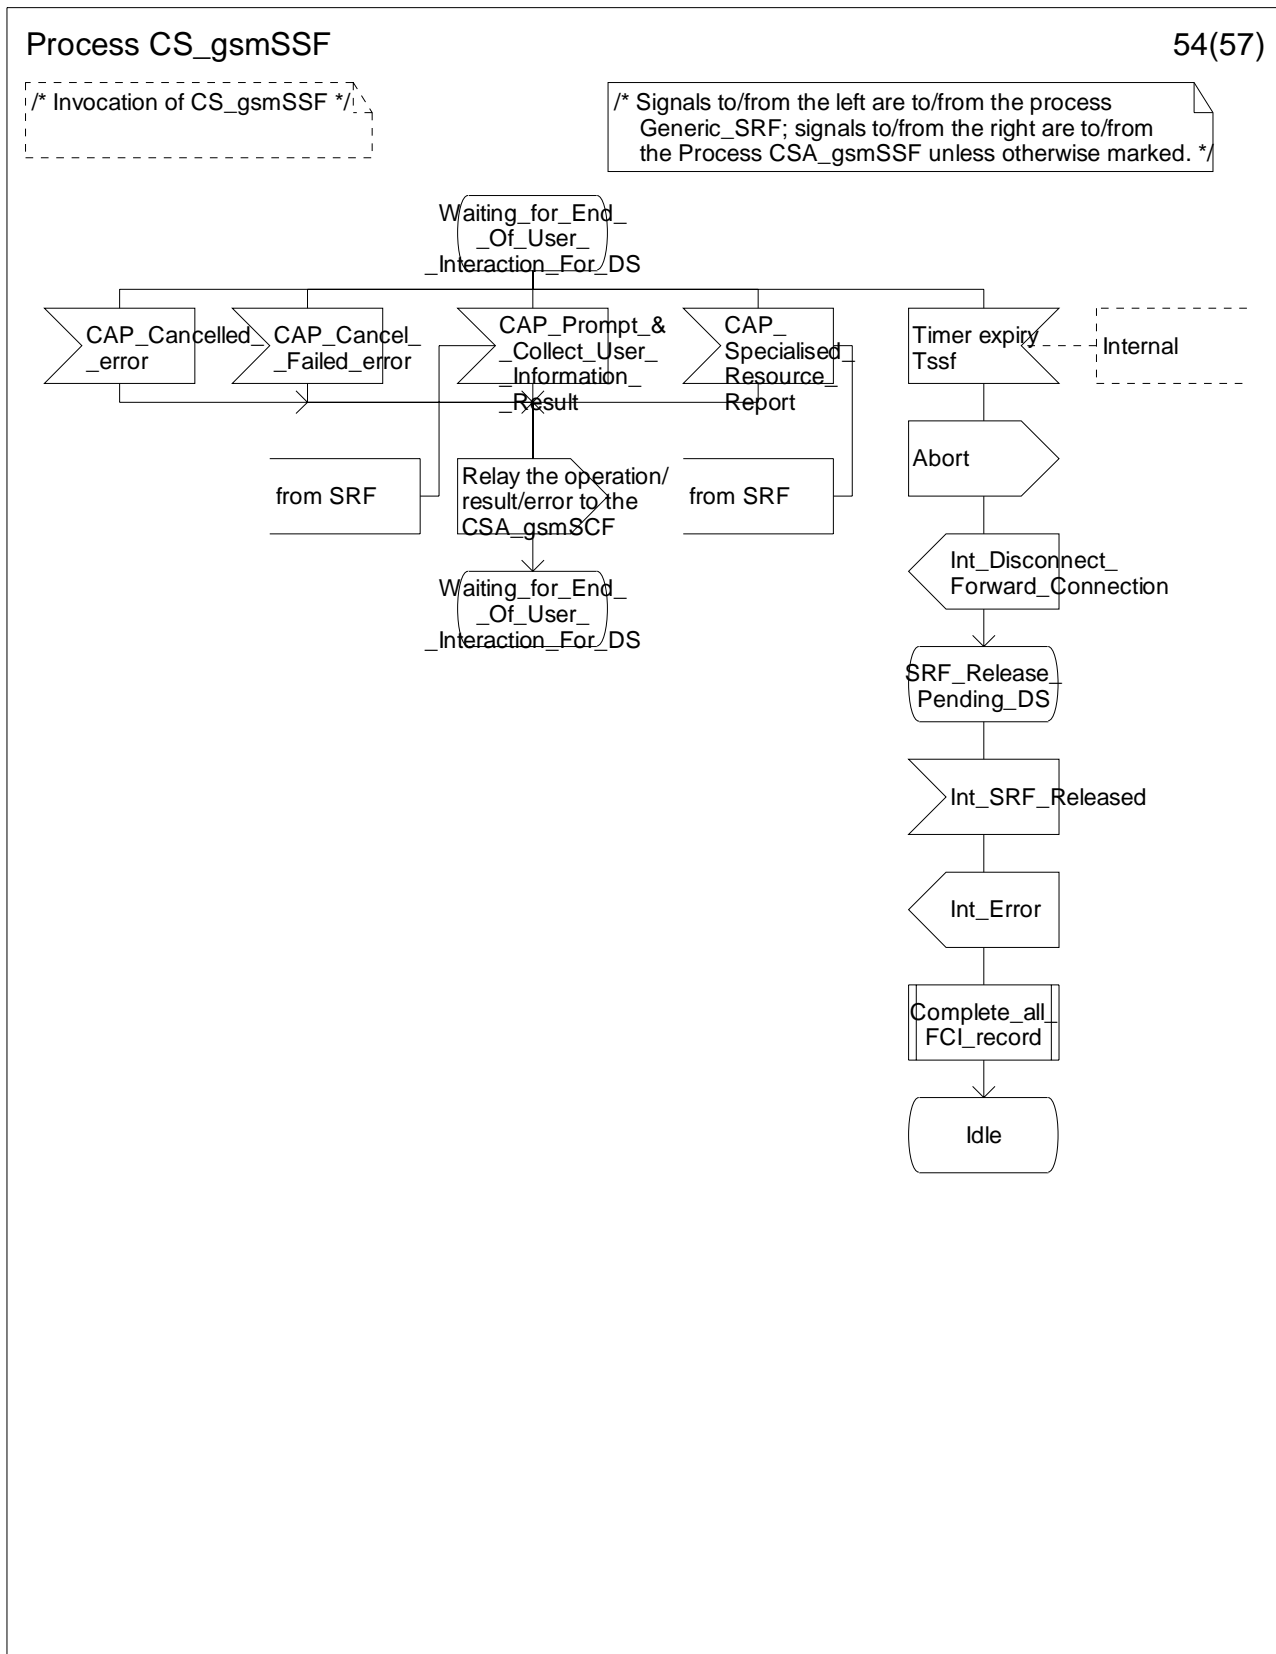 Process CS_gsmSSF
54(57)
/* Invocation of CS_gsmSSF */
/* Signals to/from the left are to/from the process
Generic_SRF; signals to/from the right are to/from
the Process CSA_gsmSSF unless otherwise marked. */
Waiting_for_End_
_Of_User_
_Interaction_For_DS
CAP_Cancelled_
_error
CAP_Cancel_
_Failed_error
CAP_Prompt_&
_Collect_User_
_Information_
_Result
CAP_
Specialised_
Resource_
Report
Timer expiry
Tssf
Internal
from SRF
Relay the operation/
result/error to the
CSA_gsmSCF
from SRF
Abort
Waiting_for_End_
_Of_User_
_Interaction_For_DS
Int_Disconnect_
Forward_Connection
SRF_Release_
Pending_DS
Int_SRF_Released
Int_Error
Complete_all_
FCI_record
Idle